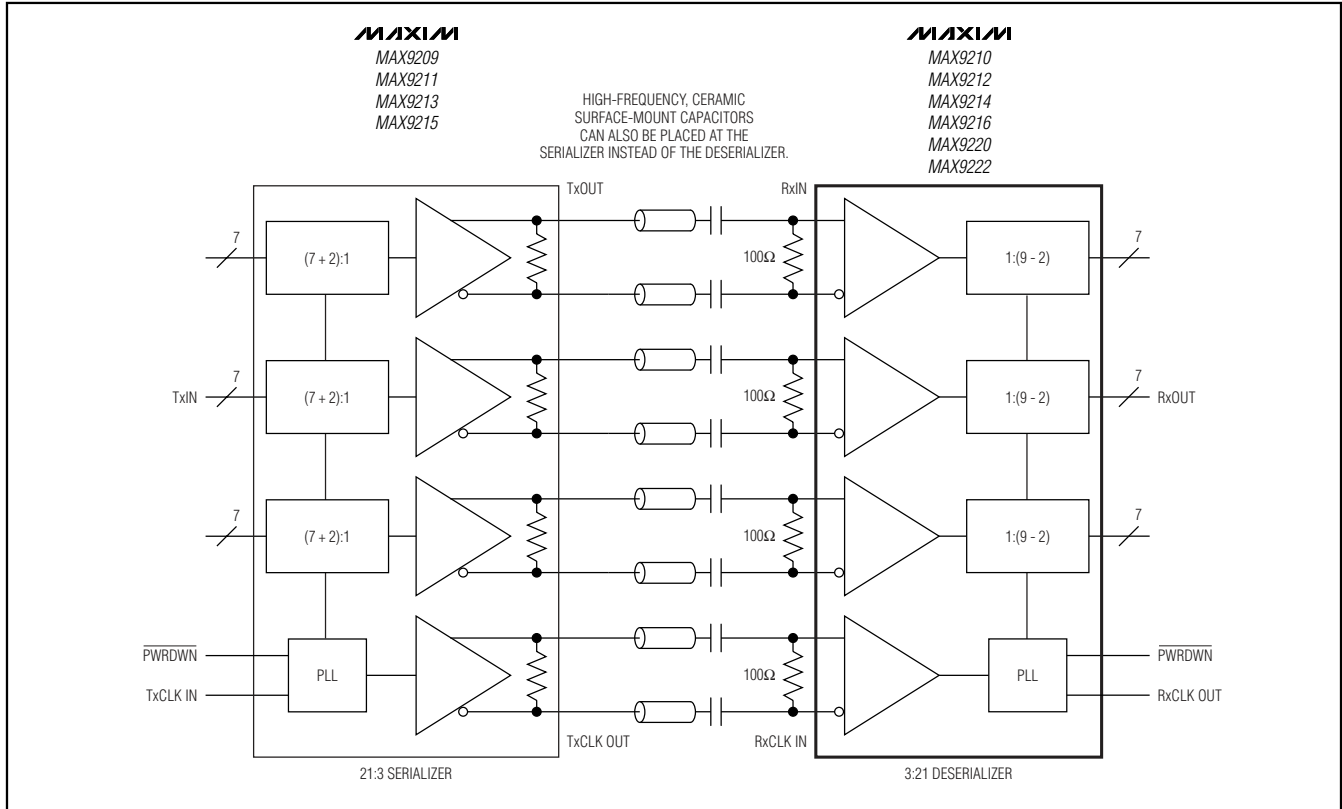 MAXIM
MAX9209
MAX9211
MAX9213
MAX9215
MAXIM
MAX9210
MAX9212
MAX9214
MAX9216
MAX9220
MAX9222
HIGH-FREQUENCY, CERAMIC
SURFACE-MOUNT CAPACITORS
CAN ALSO BE PLACED AT THE
SERIALIZER INSTEAD OF THE DESERIALIZER.
TxOUT
RxIN
7
(7 + 2):1
100Ω
1:(9 - 2)
7
TxIN
7
(7 + 2):1
100Ω
1:(9 - 2)
7
RxOUT
7
(7 + 2):1
100Ω
1:(9 - 2)
7
PWRDWN
TxCLK IN
PLL
100Ω
PLL
PWRDWN
RxCLK OUT
TxCLK OUT
RxCLK IN
21:3 SERIALIZER
3:21 DESERIALIZER